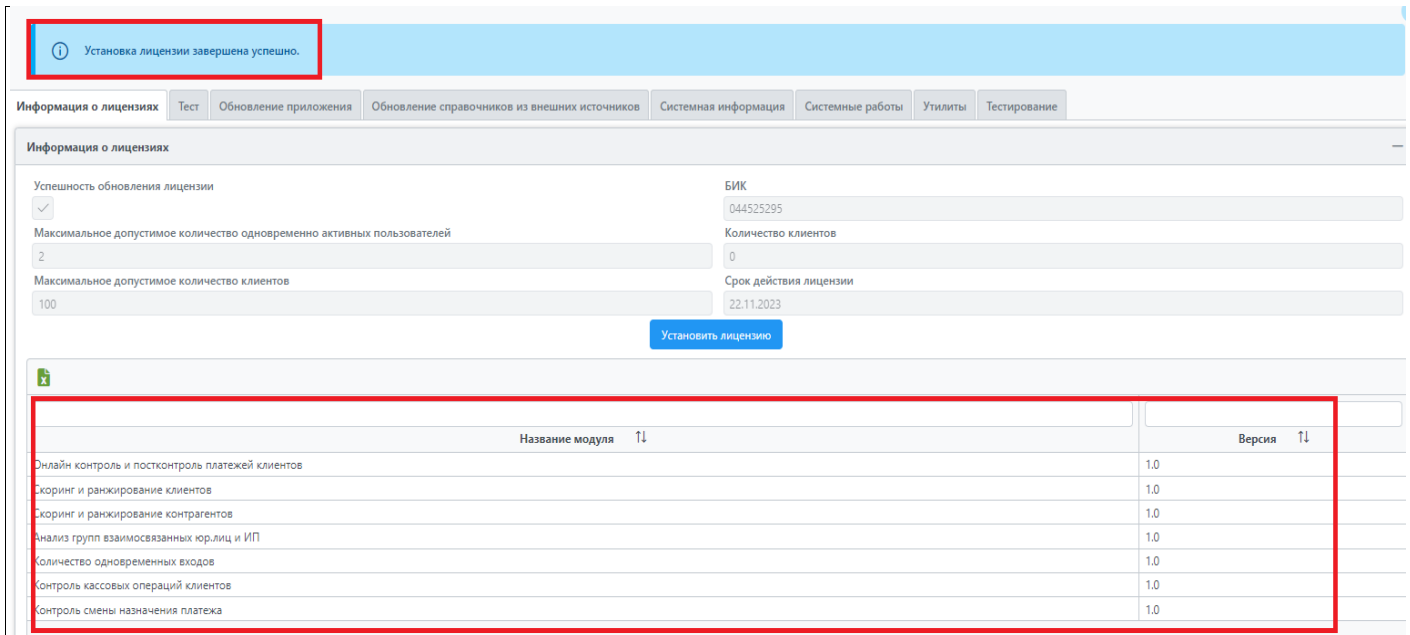 Установка лицензии завершена успешно.
Информация о лицензиях Тест Обновление приложения Обновление справочников из внешних источников Системная информация Системные работы Утилиты Тестирование
Информация о лицензиях
Успешность обновления лицензии БИК
044525295
Максимальное допустимое количество одновременно активных пользователей Количество клиентов
2 0
Максимальное допустимое количество клиентов Срок действия лицензии
100 22.11.2023
Установить лицензию
Название модуля Версия
Онлайн контроль и постконтроль платежей клиентов 1.0
Скоринг и ранжирование клиентов 1.0
Скоринг и ранжирование контрагентов 1.0
Анализ групп взаимосвязанных юр.лиц и ИП 1.0
Количество одновременных входов 1.0
Контроль кассовых операций клиентов 1.0
Контроль смены назначения платежа 1.0